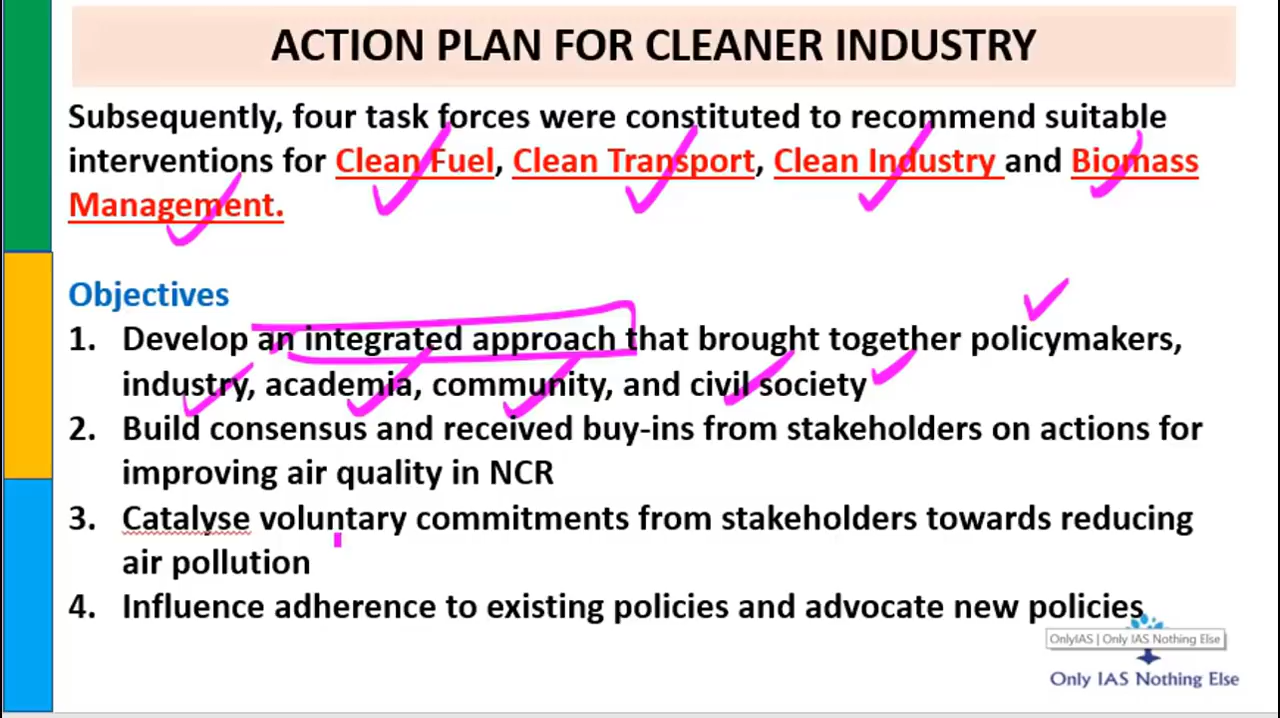 ACTION PLAN FOR CLEANER INDUSTRY
Subsequently, four task forces were constituted to recommend suitable
interventions for Clean Fuel, Clean Transport, Clean Industry and Biomass
Management.
Objectives
1. Develop an integrated approach that brought together policymakers,
industry, academia, community, and civil society
2. Build consensus and received buy-ins from stakeholders on actions for
improving air quality in NCR
3. Catalyse voluntary commitments from stakeholders towards reducing
air pollution
4. Influence adherence to existing policies and advocate new policies
OnlyIAS | Only IAS Nothing Else
Only IAS Nothing Else